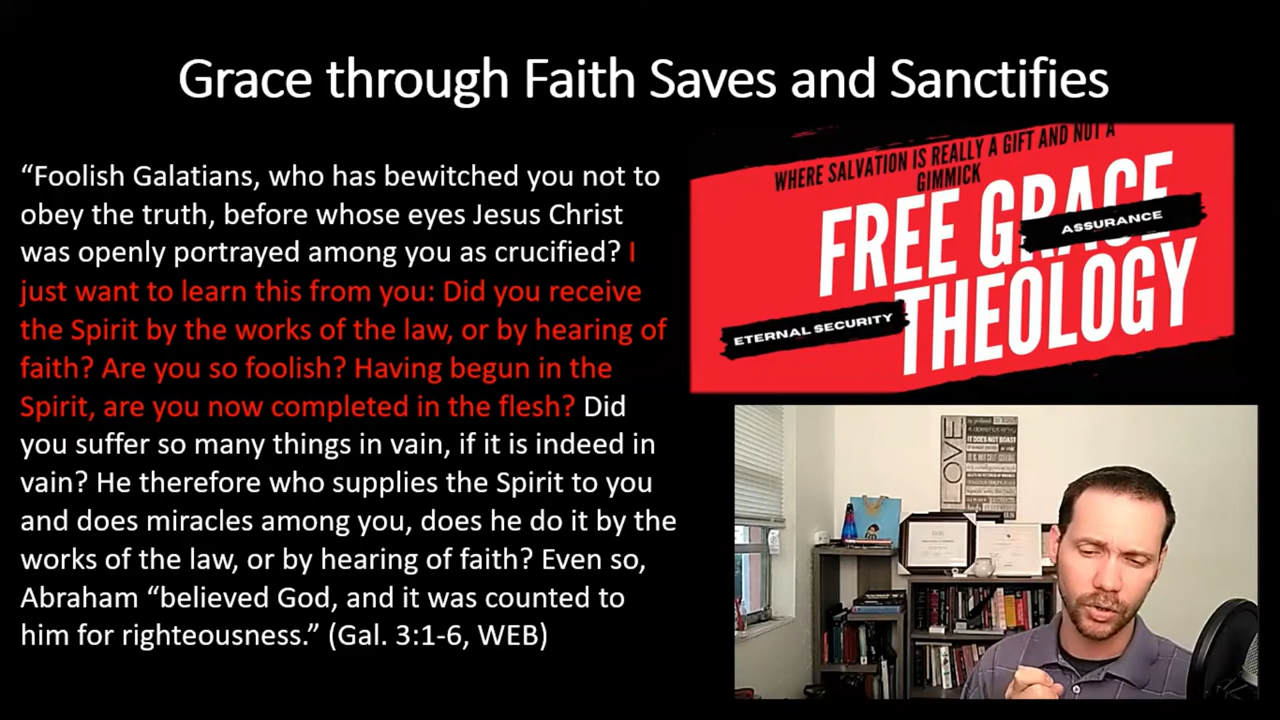 Grace through Faith Saves and Sanctifies
“Foolish Galatians, who has bewitched you not to
obey the truth, before whose eyes Jesus Christ
was openly portrayed among you as crucified? I
just want to learn this from you: Did you receive
the Spirit by the works of the law, or by hearing of
faith? Are you so foolish? Having begun in the
Spirit, are you now completed in the flesh? Did
you suffer so many things in vain, if it is indeed in
vain? He therefore who supplies the Spirit to you
and does miracles among you, does he do it by the
works of the law, or by hearing of faith? Even so,
Abraham “believed God, and it was counted to
him for righteousness.” (Gal. 3:1-6, WEB)
WHERE SALVATION IS REALLY A GIFT AND NOT A
GIMMICK
FREE GRACE
ASSURANCE
ETERNAL SECURITY
THEOLOGY
LOVE
IT DOES NOT BOAST